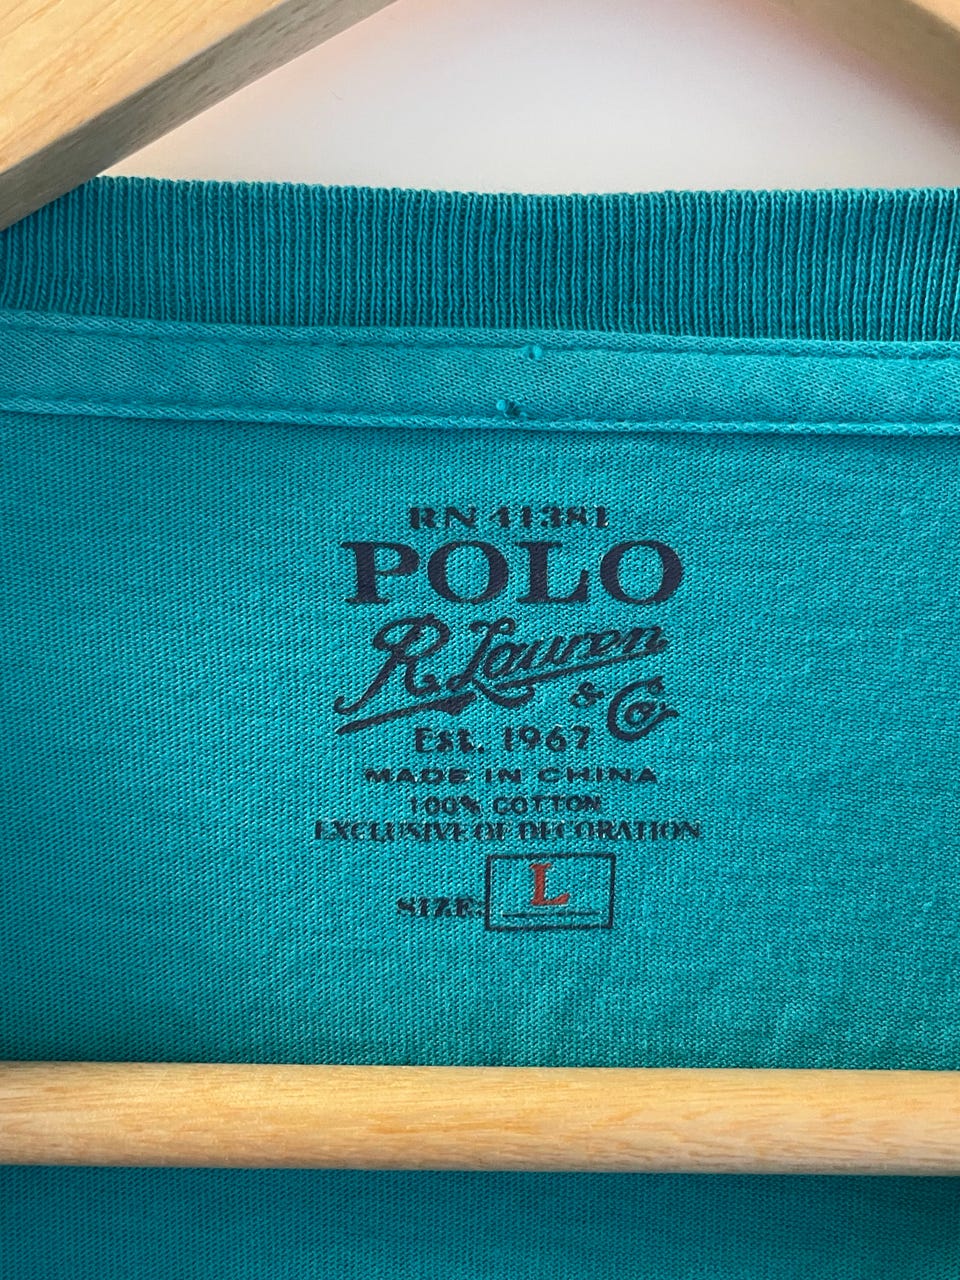 RN 41381
POLO
R. Lauren
& Co
Est. 1967
MADE IN CHINA
100% COTTON
EXCLUSIVE OF DECORATION
SIZE: L